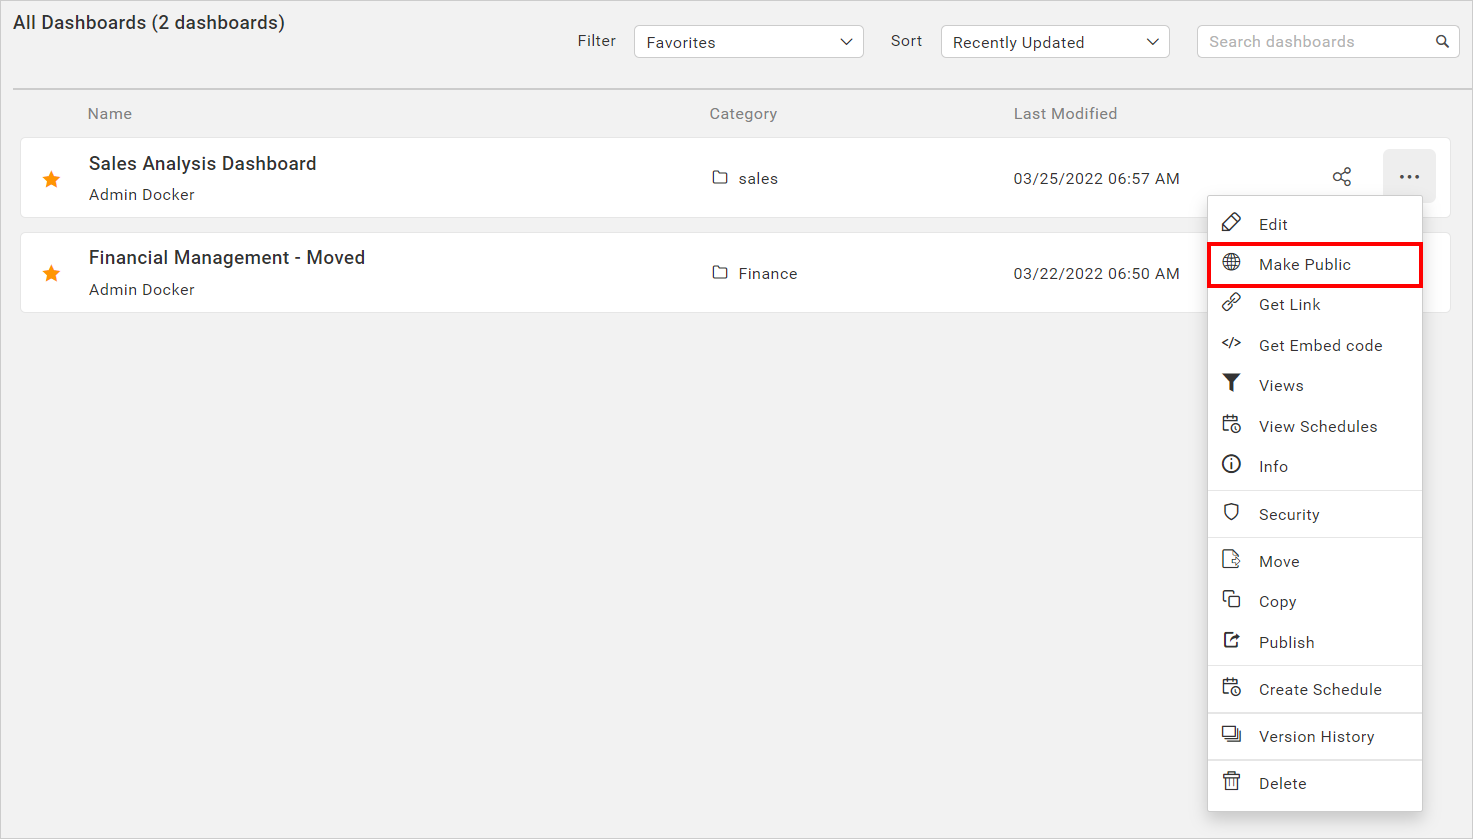 All Dashboards (2 dashboards)
Filter
Favorites
Sort
Recently Updated
Search dashboards
Name
Category
Last Modified
Sales Analysis Dashboard
Admin Docker
sales
03/25/2022 06:57 AM
Financial Management - Moved
Admin Docker
Finance
03/22/2022 06:50 AM
Edit
Make Public
Get Link
Get Embed code
Views
View Schedules
Info
Security
Move
Copy
Publish
Create Schedule
Version History
Delete